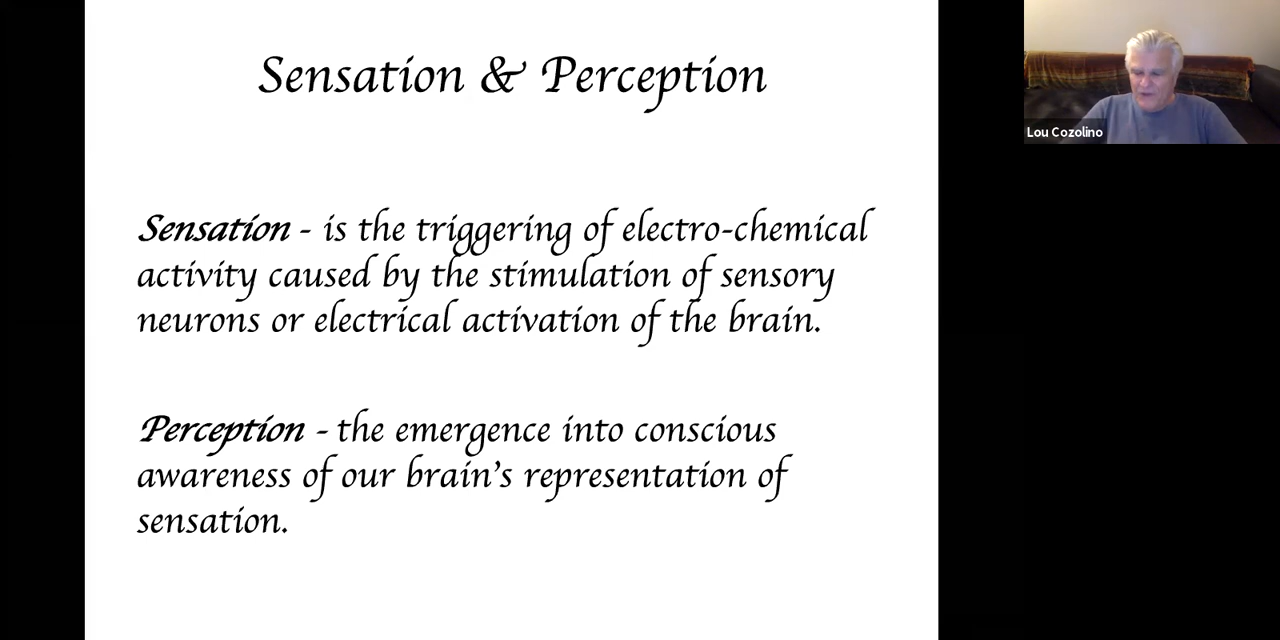 Sensation & Perception
Lou Cozolino
Sensation - is the triggering of electro-chemical
activity caused by the stimulation of sensory
neurons or electrical activation of the brain.
Perception - the emergence into conscious
awareness of our brain's representation of
sensation.